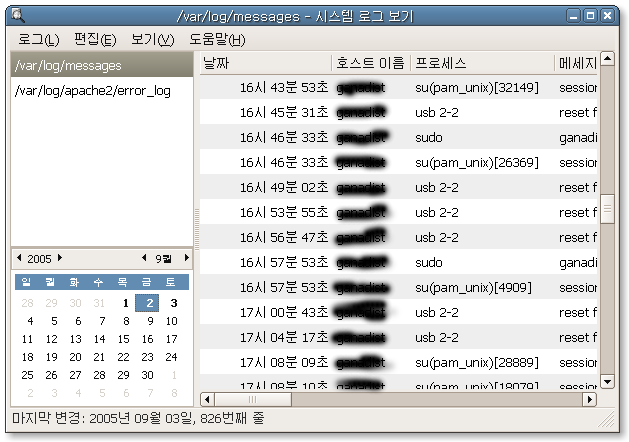 /var/log/messages - 시스템 로그 보기
로그(L) 편집(E) 보기(V) 도움말(H)
/var/log/messages
/var/log/apache2/error_log
2005 9월
일 월 화 수 목 금 토
28 29 30 31 1 2 3
4 5 6 7 8 9 10
11 12 13 14 15 16 17
18 19 20 21 22 23 24
25 26 27 28 29 30 1
2 3 4 5 6 7 8
날짜 호스트 이름 프로세스 메세지
16시 43분 53초 su(pam_unix)[32149] session
16시 45분 31초 usb 2-2 reset f
16시 46분 33초 sudo ganadi
16시 46분 33초 su(pam_unix)[26369] session
16시 49분 02초 usb 2-2 reset f
16시 53분 55초 usb 2-2 reset f
16시 56분 47초 usb 2-2 reset f
16시 57분 53초 sudo ganadi
16시 57분 53초 su(pam_unix)[4909] session
17시 00분 43초 usb 2-2 reset f
17시 04분 17초 usb 2-2 reset f
17시 08분 09초 su(pam_unix)[28889] session
17시 08분 10초 su(pam_unix)[18079] session
마지막 변경: 2005년 09월 03일, 826번째 줄